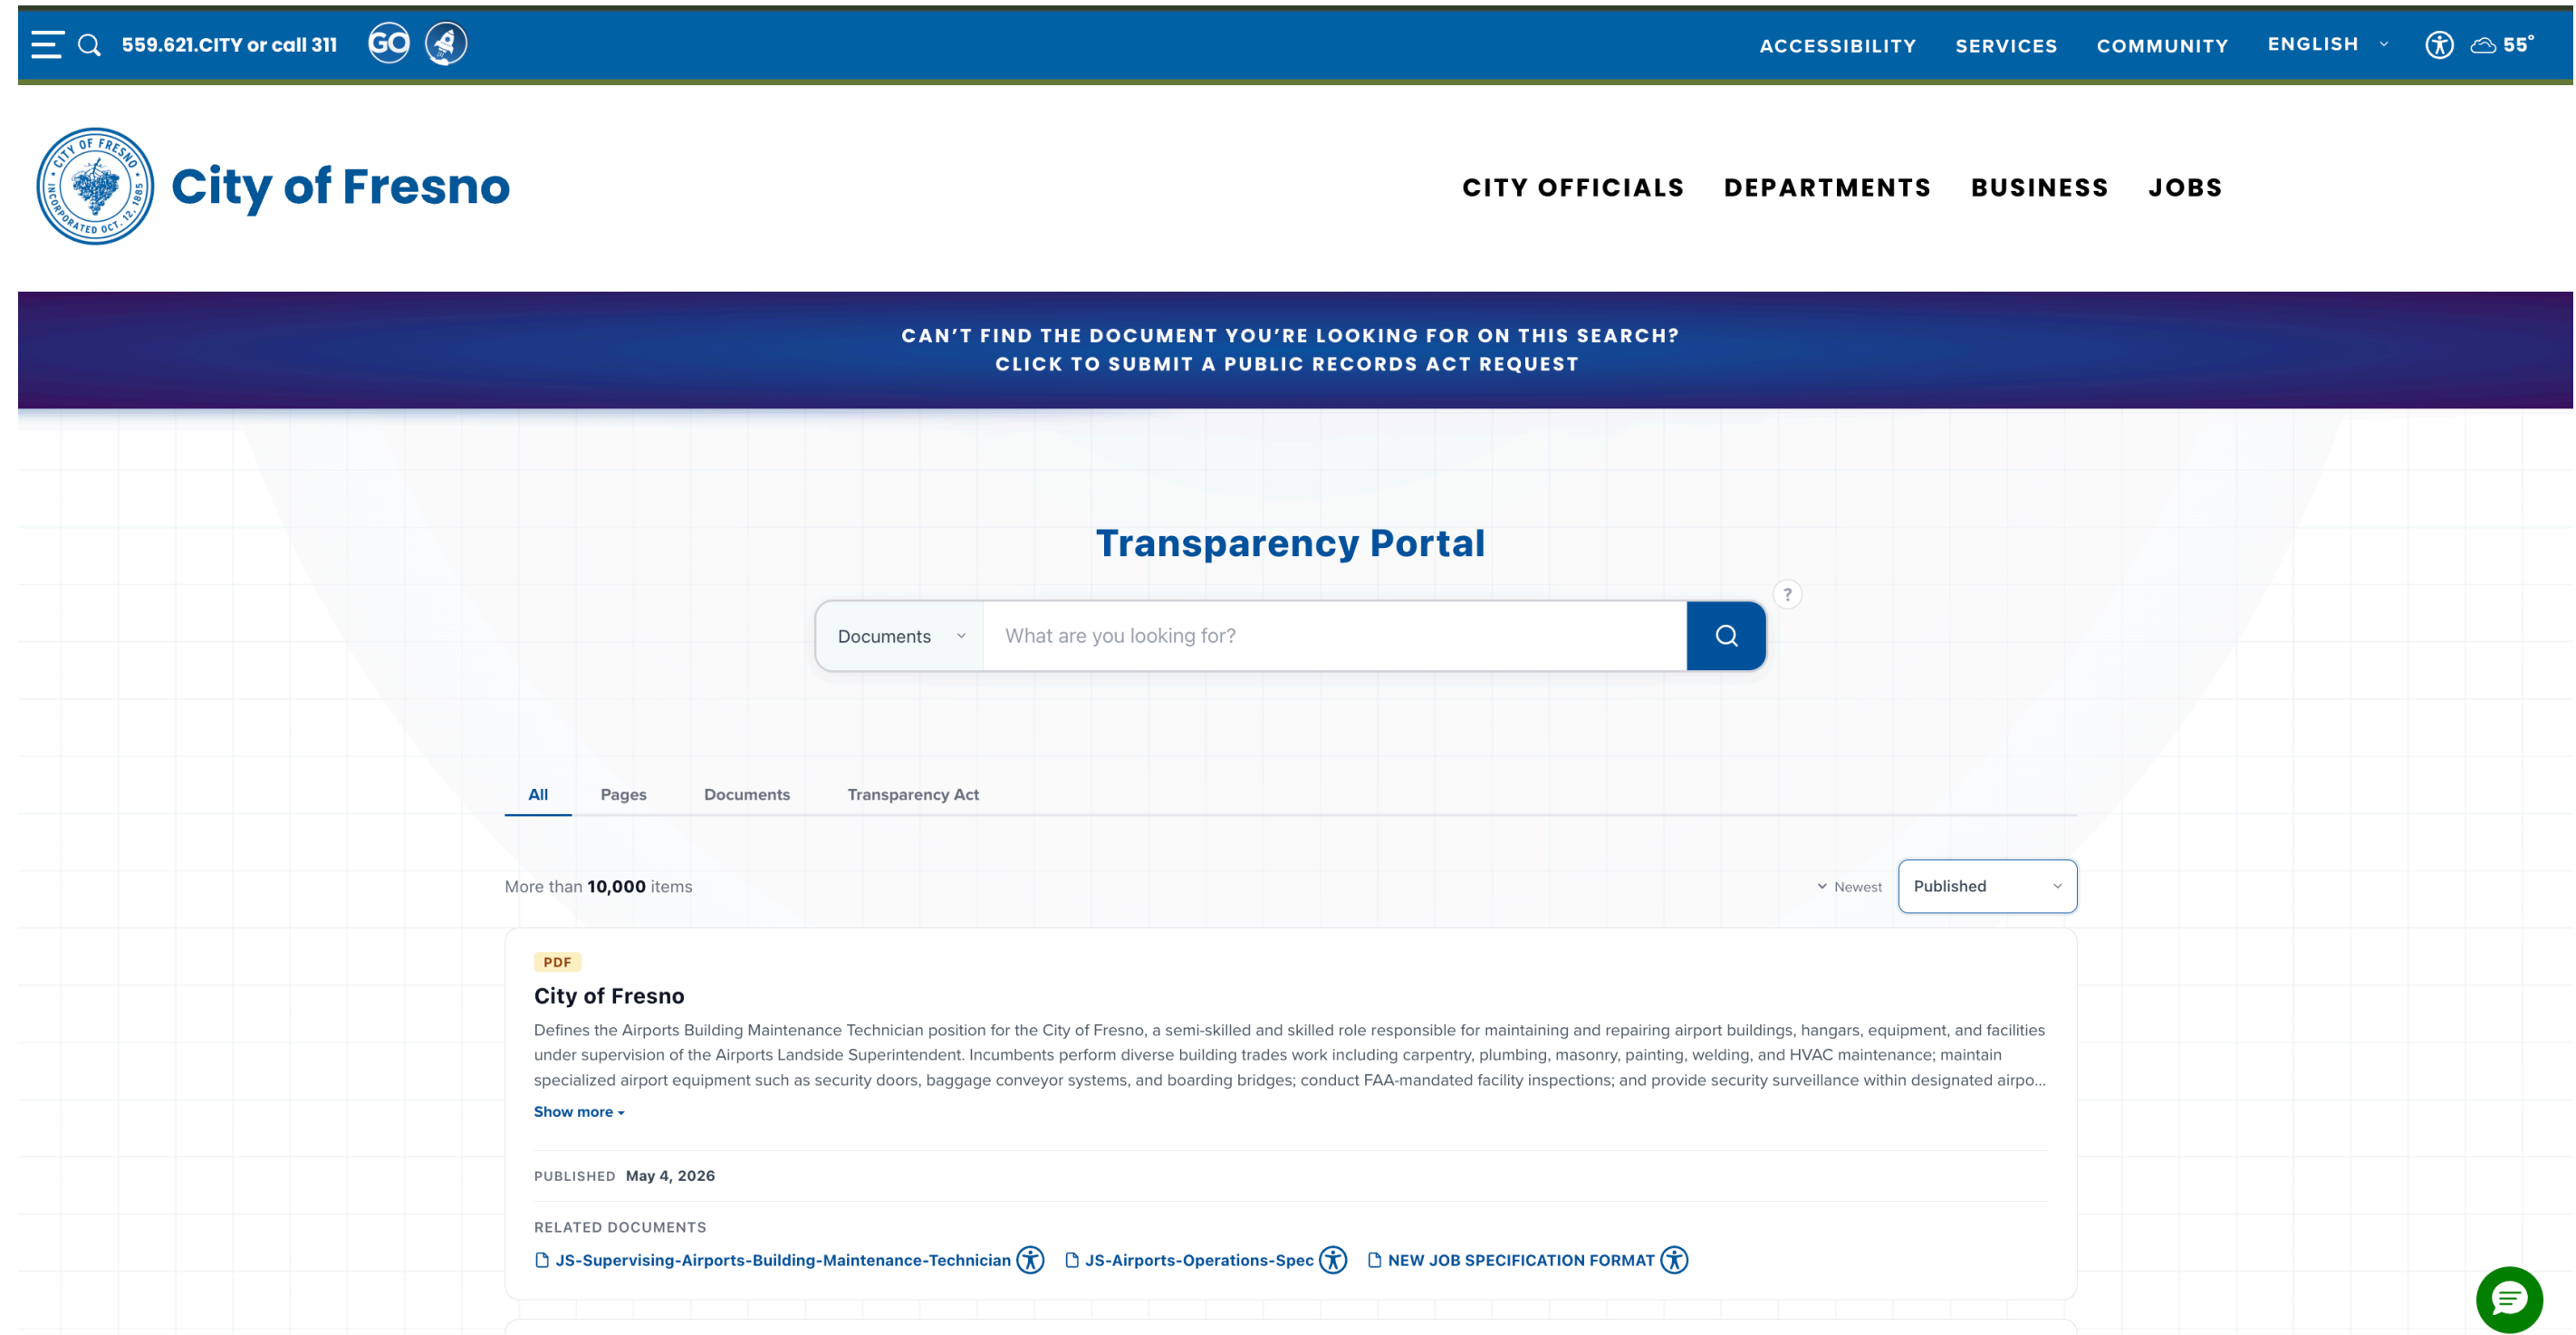 559.621.CITY or call 311
GO
ACCESSIBILITY
SERVICES
COMMUNITY
ENGLISH
55°
CITY OF FRESNO
INCORPORATED OCT. 12, 1885
City of Fresno
CITY OFFICIALS
DEPARTMENTS
BUSINESS
JOBS
CAN'T FIND THE DOCUMENT YOU'RE LOOKING FOR ON THIS SEARCH?
CLICK TO SUBMIT A PUBLIC RECORDS ACT REQUEST
Transparency Portal
?
Documents
What are you looking for?
All
Pages
Documents
Transparency Act
More than 10,000 items
Newest
Published
PDF
City of Fresno
Defines the Airports Building Maintenance Technician position for the City of Fresno, a semi-skilled and skilled role responsible for maintaining and repairing airport buildings, hangars, equipment, and facilities
under supervision of the Airports Landside Superintendent. Incumbents perform diverse building trades work including carpentry, plumbing, masonry, painting, welding, and HVAC maintenance; maintain
specialized airport equipment such as security doors, baggage conveyor systems, and boarding bridges; conduct FAA-mandated facility inspections; and provide security surveillance within designated airpo...
Show more
PUBLISHED May 4, 2026
RELATED DOCUMENTS
JS-Supervising-Airports-Building-Maintenance-Technician
JS-Airports-Operations-Spec
NEW JOB SPECIFICATION FORMAT